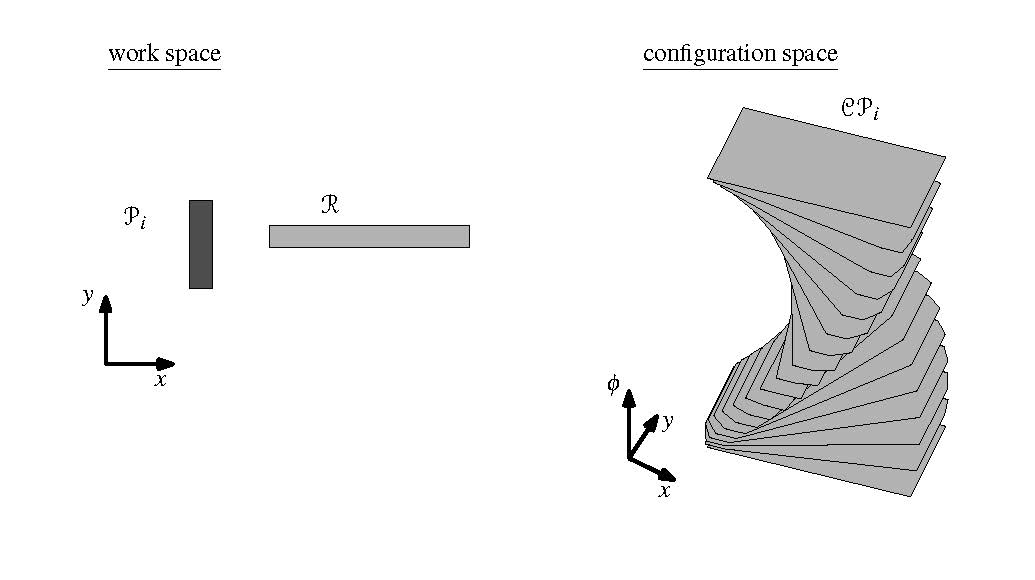 work space
𝒫ᵢ
ℛ
y
x
configuration space
𝒞𝒫ᵢ
ϕ
y
x